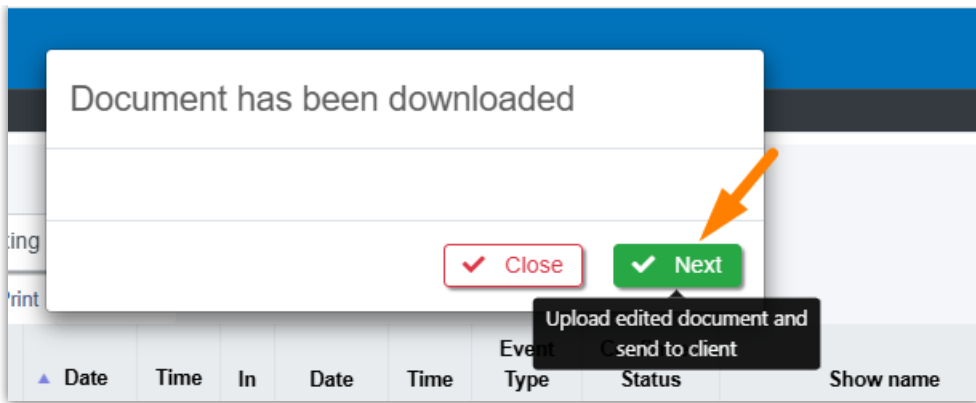 Document has been downloaded
Close
Next
Print
Upload edited document and
send to client
Event
Date Time In Date Time Type Status Show name